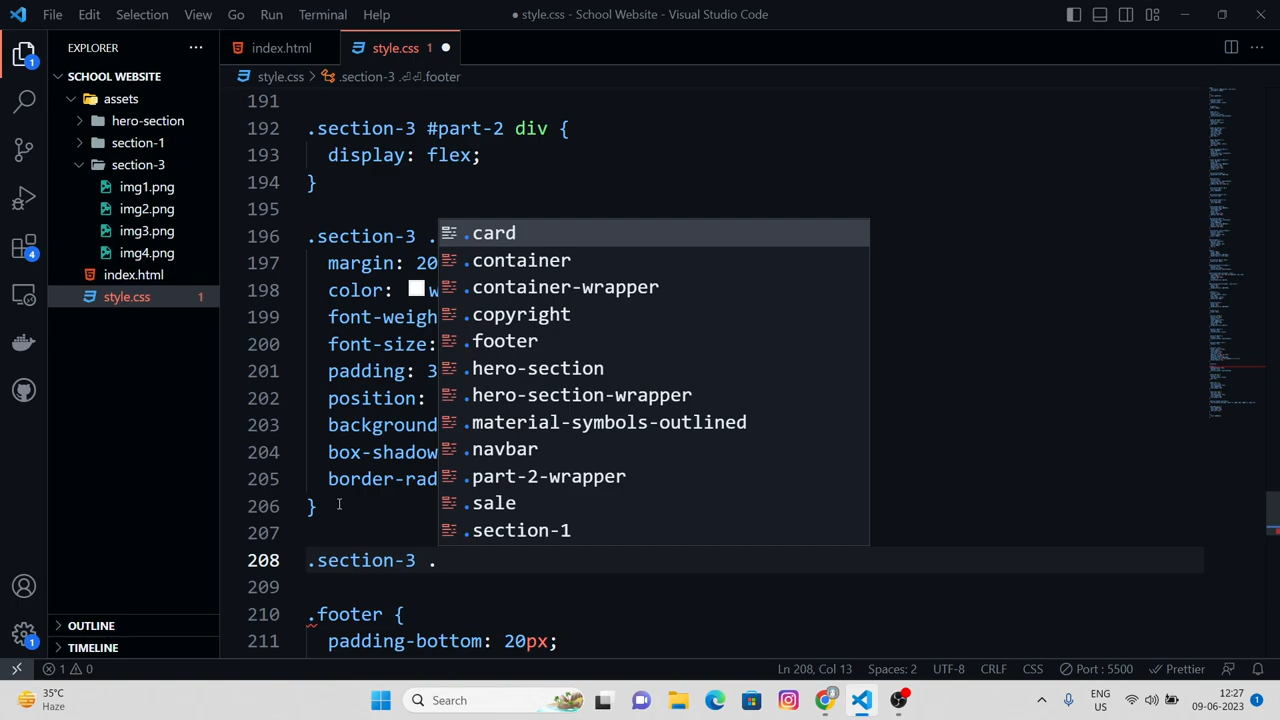 File Edit Selection View Go Run Terminal Help ● style.css - School Website - Visual Studio Code
EXPLORER ... index.html style.css 1
SCHOOL WEBSITE style.css > .section-3 .⏎⏎.footer
assets
hero-section
section-1
section-3
img1.png
img2.png
img3.png
img4.png
index.html
style.css 1
OUTLINE
TIMELINE
1
4
1
191
192 .section-3 #part-2 div {
193 display: flex;
194 }
195
196 .section-3 .
197 margin: 20
198 color: w
199 font-weigh
200 font-size:
201 padding: 3
202 position:
203 background
204 box-shadow
205 border-rad
206 }
207
208 .section-3 .
209
210 .footer {
211 padding-bottom: 20px;
.card
.container
.container-wrapper
.copyright
.footer
.hero-section
.hero-section-wrapper
.material-symbols-outlined
.navbar
.part-2-wrapper
.sale
.section-1
1 0 Ln 208, Col 13 Spaces: 2 UTF-8 CRLF CSS Port : 5500 Prettier
35°C
Haze
Search
ENG
US
12:27
09-06-2023
1